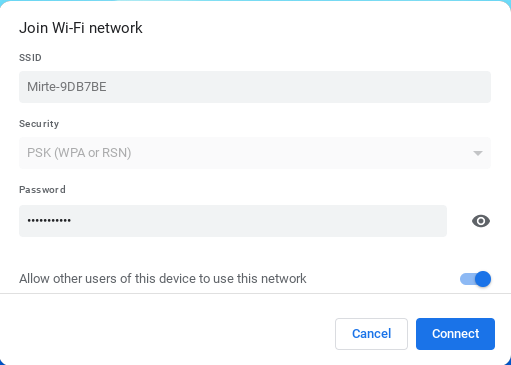 Join Wi-Fi network
SSID
Mirte-9DB7BE
Security
PSK (WPA or RSN)
Password
•••••••••••
Allow other users of this device to use this network
Cancel
Connect